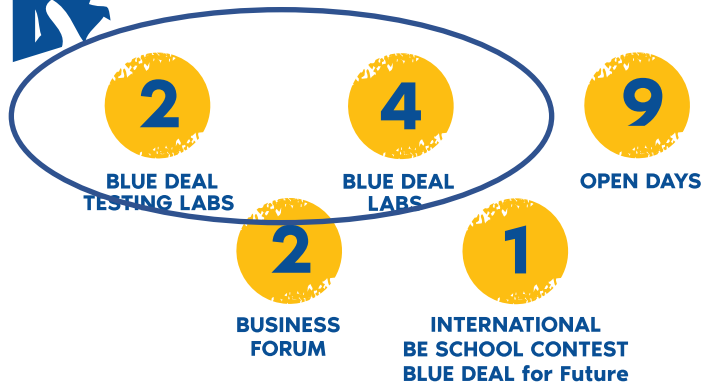 2
BLUE DEAL
TESTING LABS
4
BLUE DEAL
LABS
9
OPEN DAYS
2
BUSINESS
FORUM
1
INTERNATIONAL
BE SCHOOL CONTEST
BLUE DEAL for Future